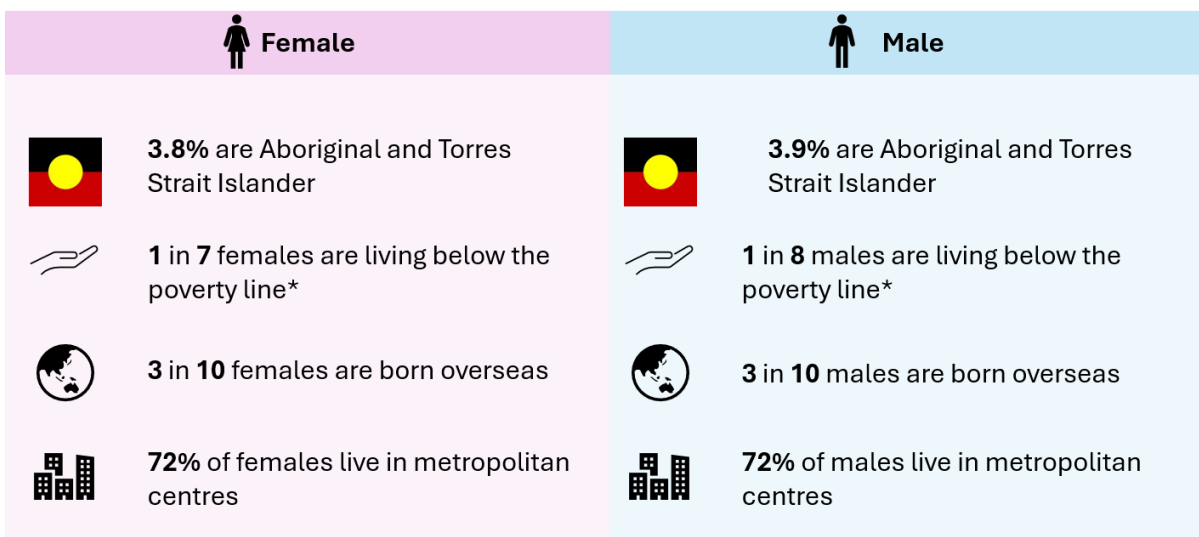 Female
3.8% are Aboriginal and Torres
Strait Islander
1 in 7 females are living below the
poverty line*
3 in 10 females are born overseas
72% of females live in metropolitan
centres
Male
3.9% are Aboriginal and Torres
Strait Islander
1 in 8 males are living below the
poverty line*
3 in 10 males are born overseas
72% of males live in metropolitan
centres